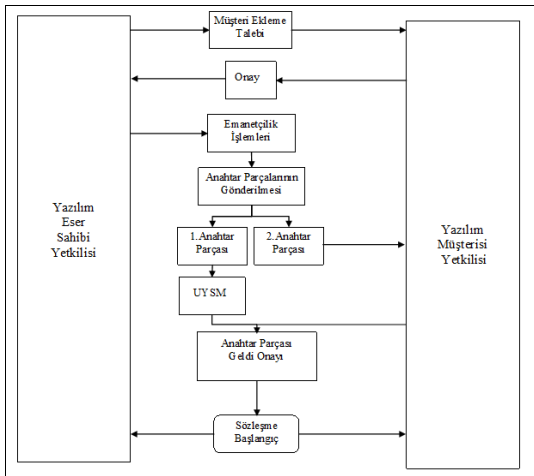 Müşteri Ekleme
Talebi
Onay
Emanetçilik
İşlemleri
Anahtar Parçalarının
Gönderilmesi
1.Anahtar
Parçası
2.Anahtar
Parçası
UYSM
Anahtar Parçası
Geldi Onayı
Sözleşme
Başlangıç
Yazılım
Eser
Sahibi
Yetkilisi
Yazılım
Müşterisi
Yetkilisi